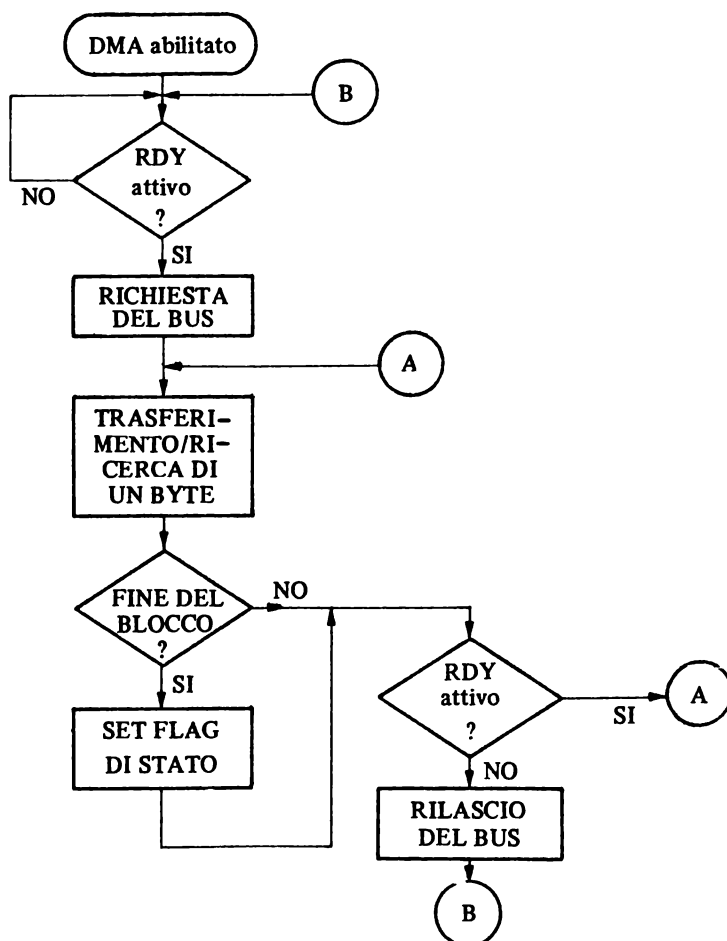 DMA abilitato
B
RDY
attivo
?
NO
SI
RICHIESTA
DEL BUS
A
TRASFERI-
MENTO/RI-
CERCA DI
UN BYTE
FINE DEL
BLOCCO
?
NO
SI
SET FLAG
DI STATO
RDY
attivo
?
SI
A
NO
RILASCIO
DEL BUS
B